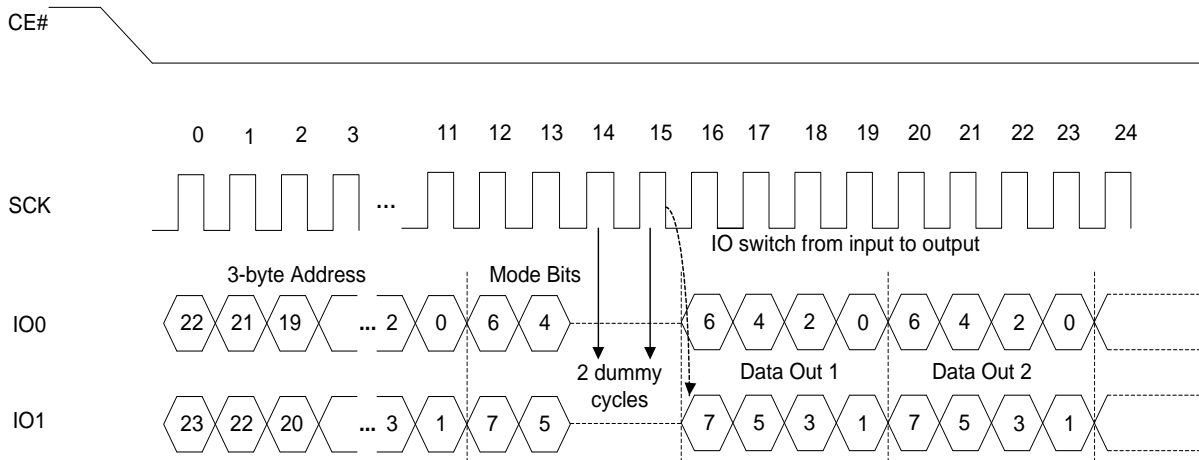 CE#
0 1 2 3 11 12 13 14 15 16 17 18 19 20 21 22 23 24
SCK ...
IO switch from input to output
3-byte Address Mode Bits
IO0 22 21 19 ... 2 0 6 4 6 4 2 0 6 4 2 0
2 dummy Data Out 1 Data Out 2
cycles
IO1 23 22 20 ... 3 1 7 5 7 5 3 1 7 5 3 1